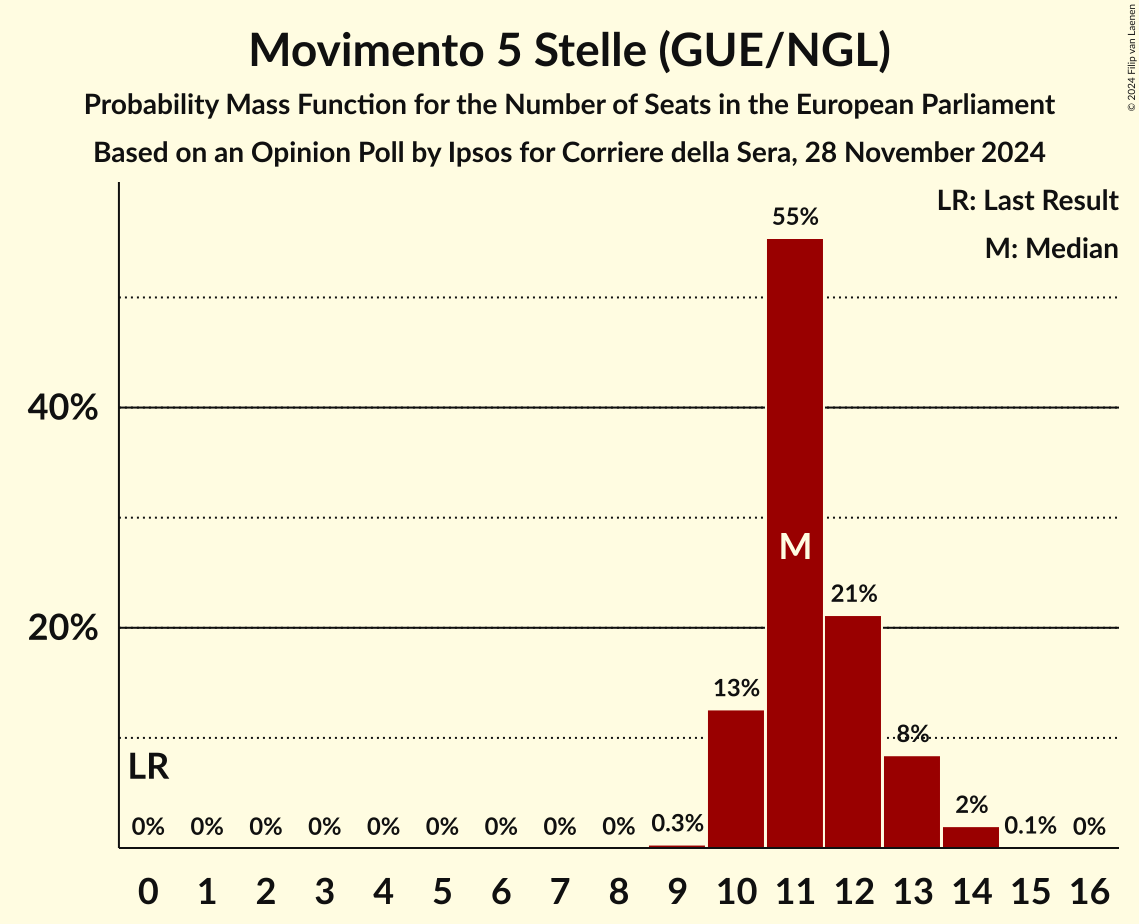 Movimento 5 Stelle (GUE/NGL)
Probability Mass Function for the Number of Seats in the European Parliament
Based on an Opinion Poll by Ipsos for Corriere della Sera, 28 November 2024
© 2024 Filip van Laenen
LR: Last Result
M: Median
55%
40%
M
21%
20%
13%
8%
LR
2%
0% 0% 0% 0% 0% 0% 0% 0% 0% 0.3% 0.1% 0%
0 1 2 3 4 5 6 7 8 9 10 11 12 13 14 15 16